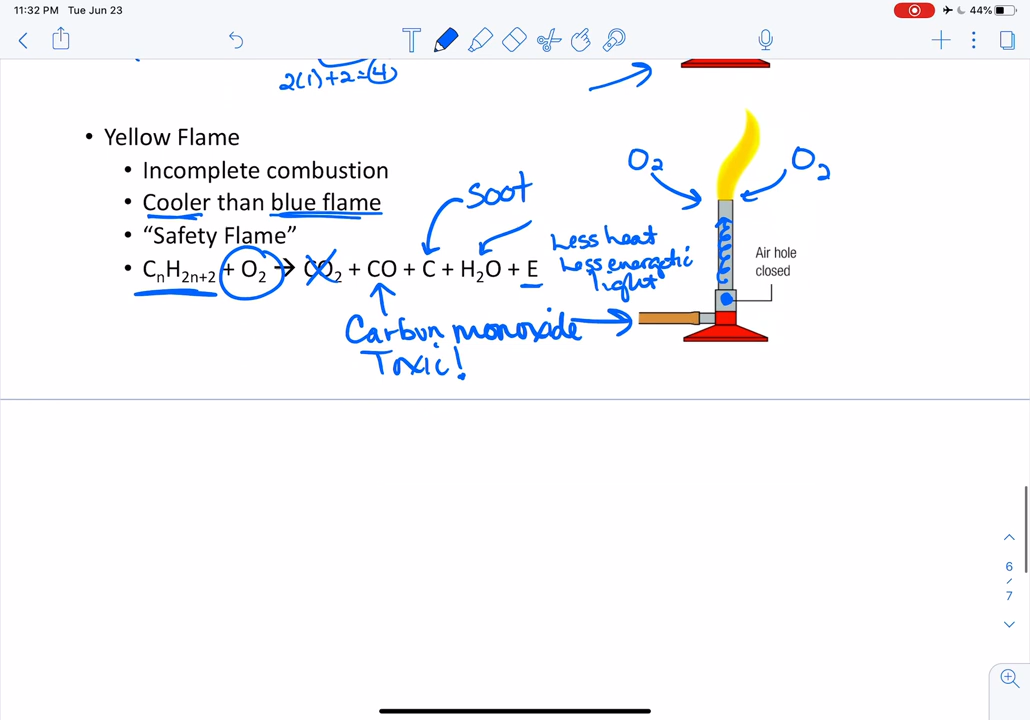 11:32 PM Tue Jun 23
44%
T
2(1)+2=4
• Yellow Flame
• Incomplete combustion
• Cooler than blue flame
• “Safety Flame”
• CₙH₂ₙ₊₂ + O₂ → CO₂ + CO + C + H₂O + E
Soot
O₂
O₂
Less heat
Less energetic
light
Air hole
closed
Carbon monoxide
Toxic!
6
/
7